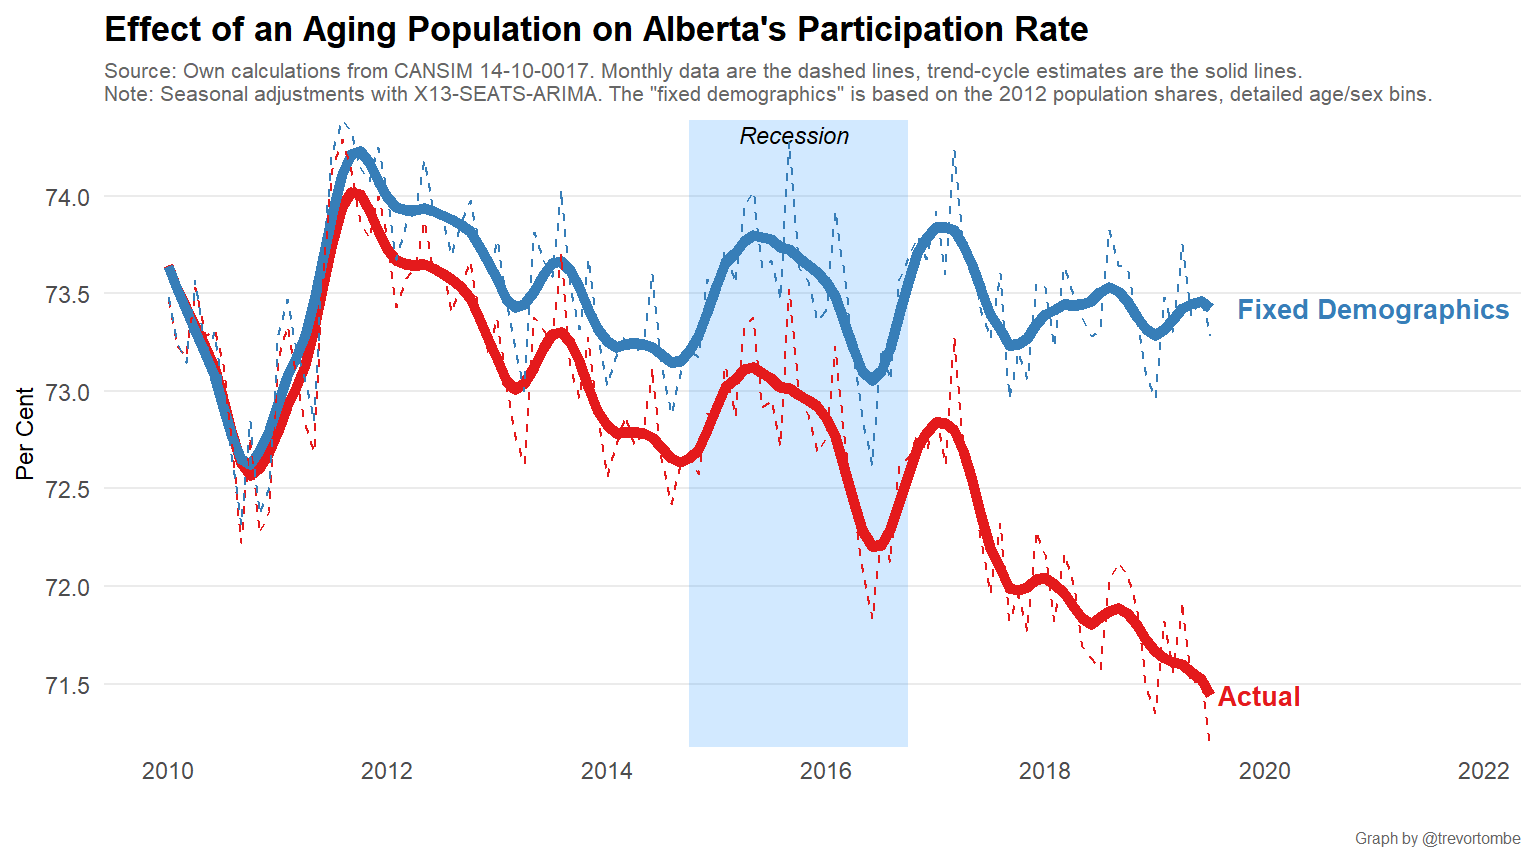 Effect of an Aging Population on Alberta's Participation Rate
Source: Own calculations from CANSIM 14-10-0017. Monthly data are the dashed lines, trend-cycle estimates are the solid lines.
Note: Seasonal adjustments with X13-SEATS-ARIMA. The "fixed demographics" is based on the 2012 population shares, detailed age/sex bins.
Recession
74.0
73.5
Fixed Demographics
73.0
Per Cent
72.5
72.0
71.5
Actual
2010 2012 2014 2016 2018 2020 2022
Graph by @trevortombe